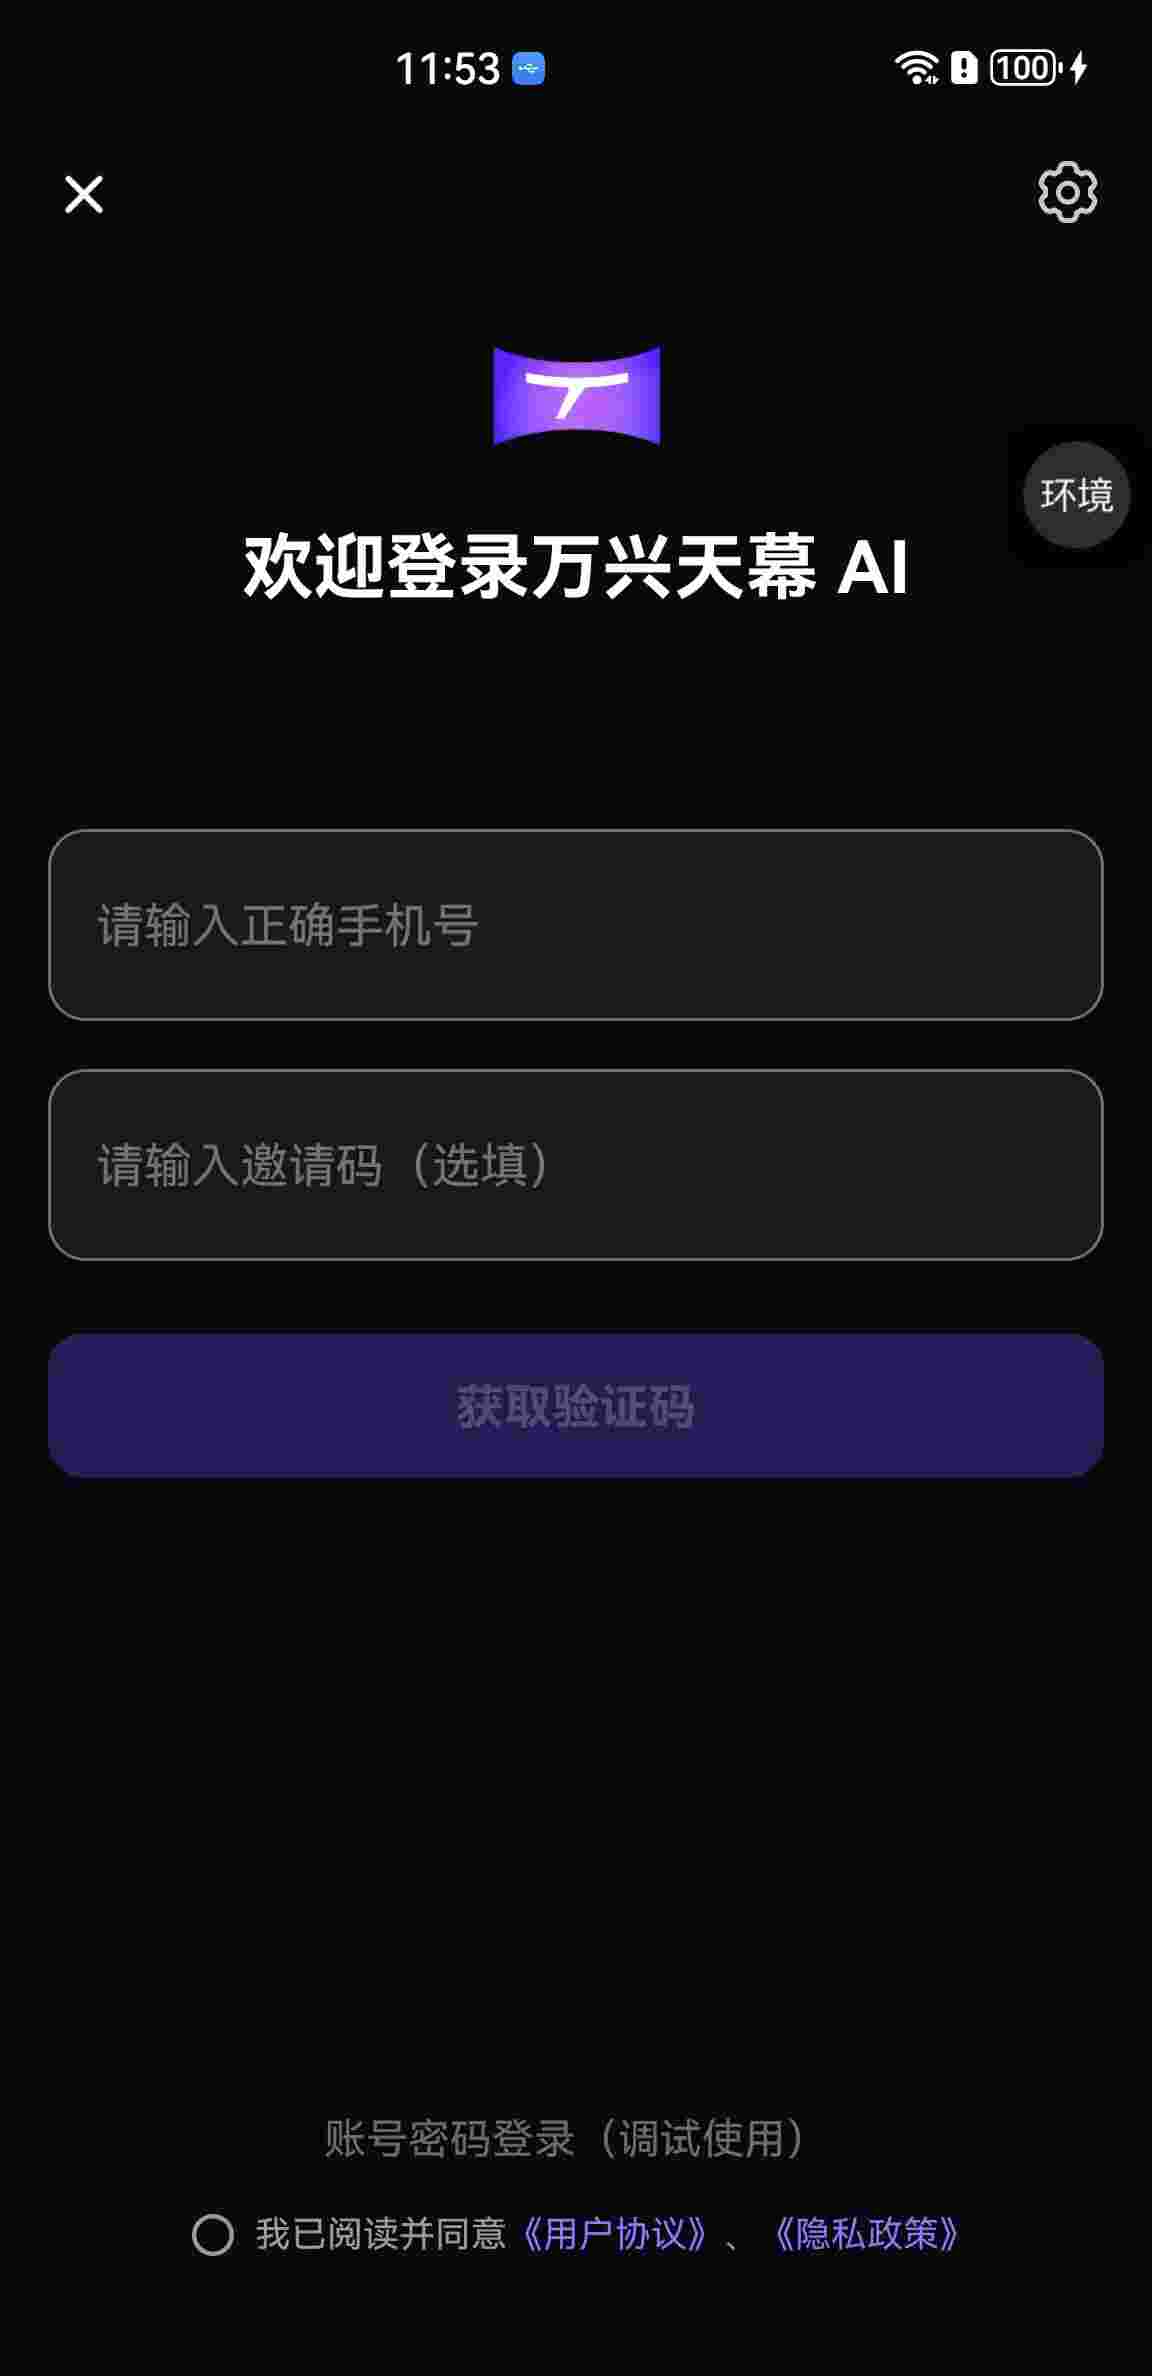 11:53
100
环境
欢迎登录万兴天幕 AI
请输入正确手机号
请输入邀请码（选填）
获取验证码
账号密码登录（调试使用）
我已阅读并同意《用户协议》、《隐私政策》